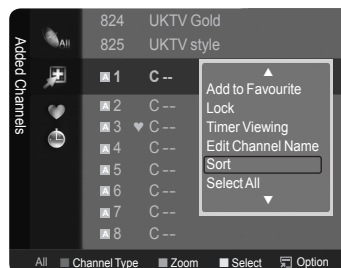 824 UKTV Gold
All
825 UKTV style
Added Channels
A 1 C --
A 2 C --
A 3 ♥ C --
A 4 C --
A 5 C --
A 6 C --
A 7 C --
A 8 C --
▲
Add to Favourite
Lock
Timer Viewing
Edit Channel Name
Sort
Select All
▼
All Channel Type Zoom Select Option